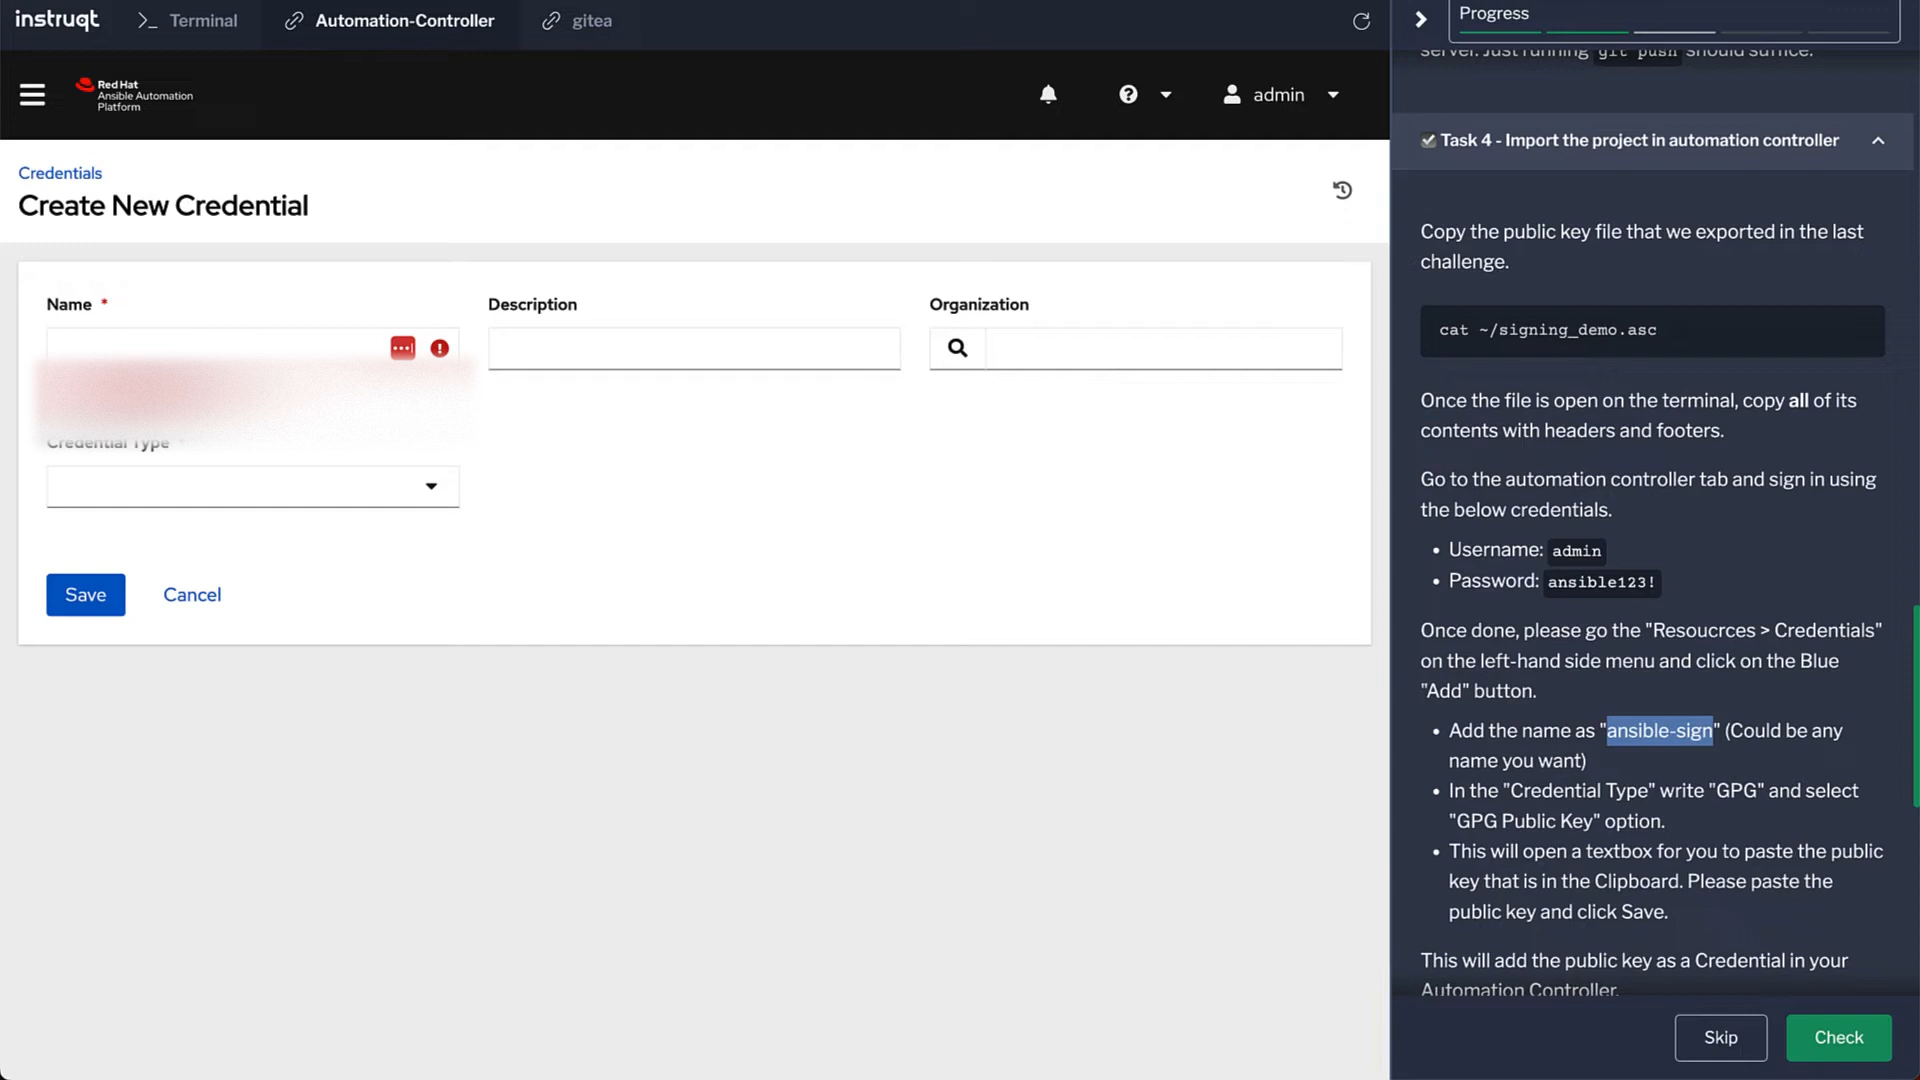 instruqt
>_ Terminal
Automation-Controller
gitea
Red Hat
Ansible Automation
Platform
admin
Credentials
Create New Credential
Name *
Description
Organization
Credential Type *
Save
Cancel
Progress
server. Just running git push should suffice.
Task 4 - Import the project in automation controller
Copy the public key file that we exported in the last
challenge.
cat ~/signing_demo.asc
Once the file is open on the terminal, copy all of its
contents with headers and footers.
Go to the automation controller tab and sign in using
the below credentials.
• Username: admin
• Password: ansible123!
Once done, please go the "Resoucrces > Credentials"
on the left-hand side menu and click on the Blue
"Add" button.
• Add the name as "ansible-sign" (Could be any
name you want)
• In the "Credential Type" write "GPG" and select
"GPG Public Key" option.
• This will open a textbox for you to paste the public
key that is in the Clipboard. Please paste the
public key and click Save.
This will add the public key as a Credential in your
Automation Controller.
Skip
Check